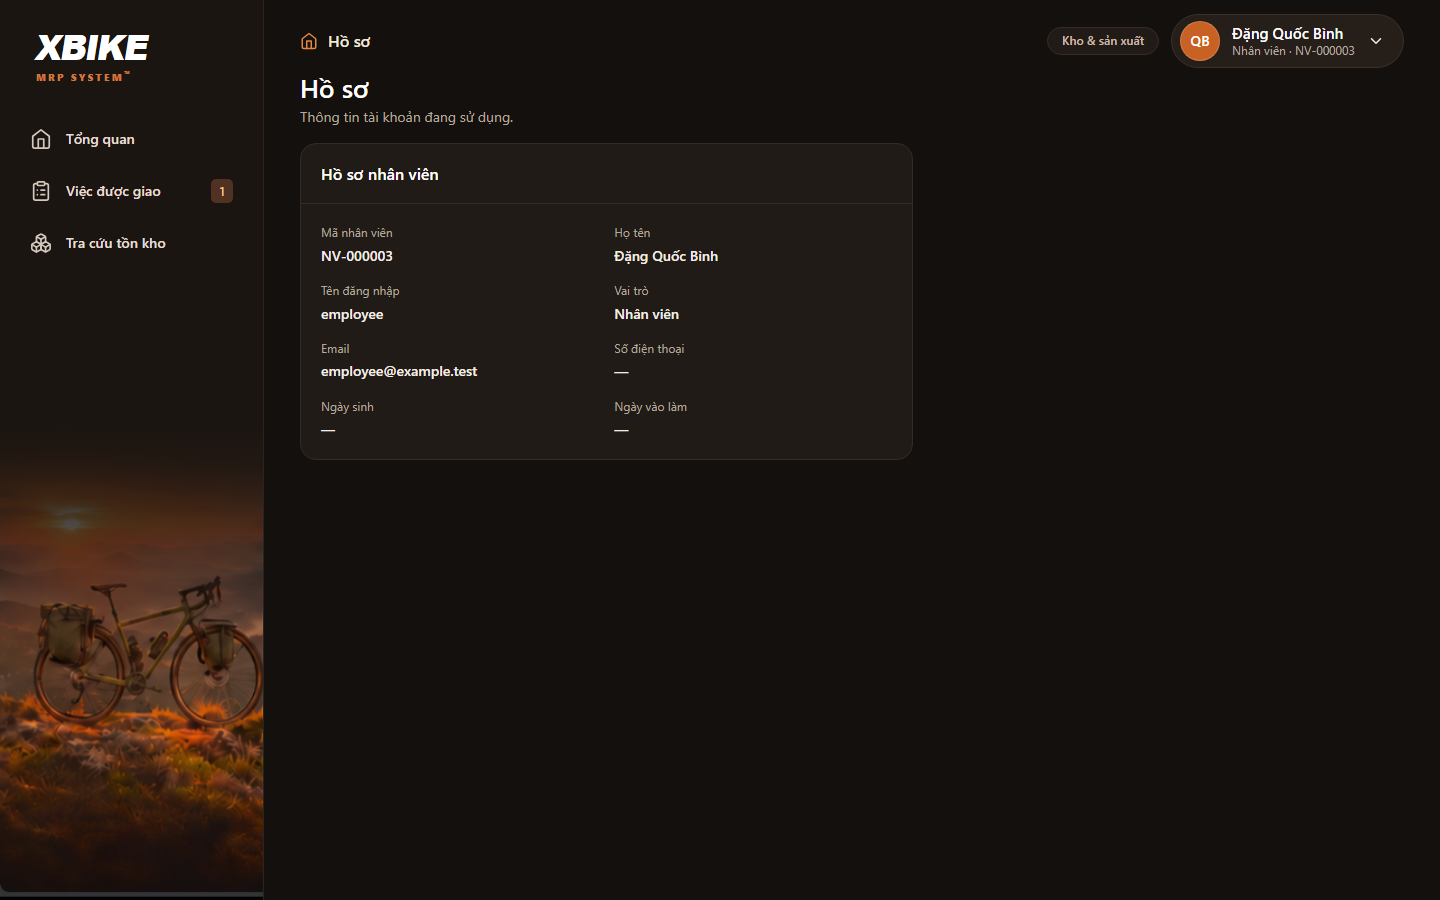 XBIKE
MRP SYSTEM™
Tổng quan
Việc được giao 1
Tra cứu tồn kho
Hồ sơ
Kho & sản xuất
QB
Đặng Quốc Bình
Nhân viên · NV-000003
Hồ sơ
Thông tin tài khoản đang sử dụng.
Hồ sơ nhân viên
Mã nhân viên
NV-000003
Họ tên
Đặng Quốc Bình
Tên đăng nhập
employee
Vai trò
Nhân viên
Email
employee@example.test
Số điện thoại
—
Ngày sinh
—
Ngày vào làm
—